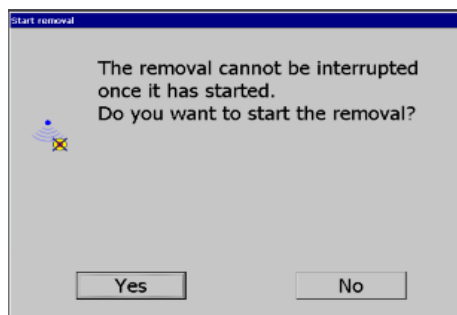 Start removal
The removal cannot be interrupted
once it has started.
Do you want to start the removal?
Yes
No